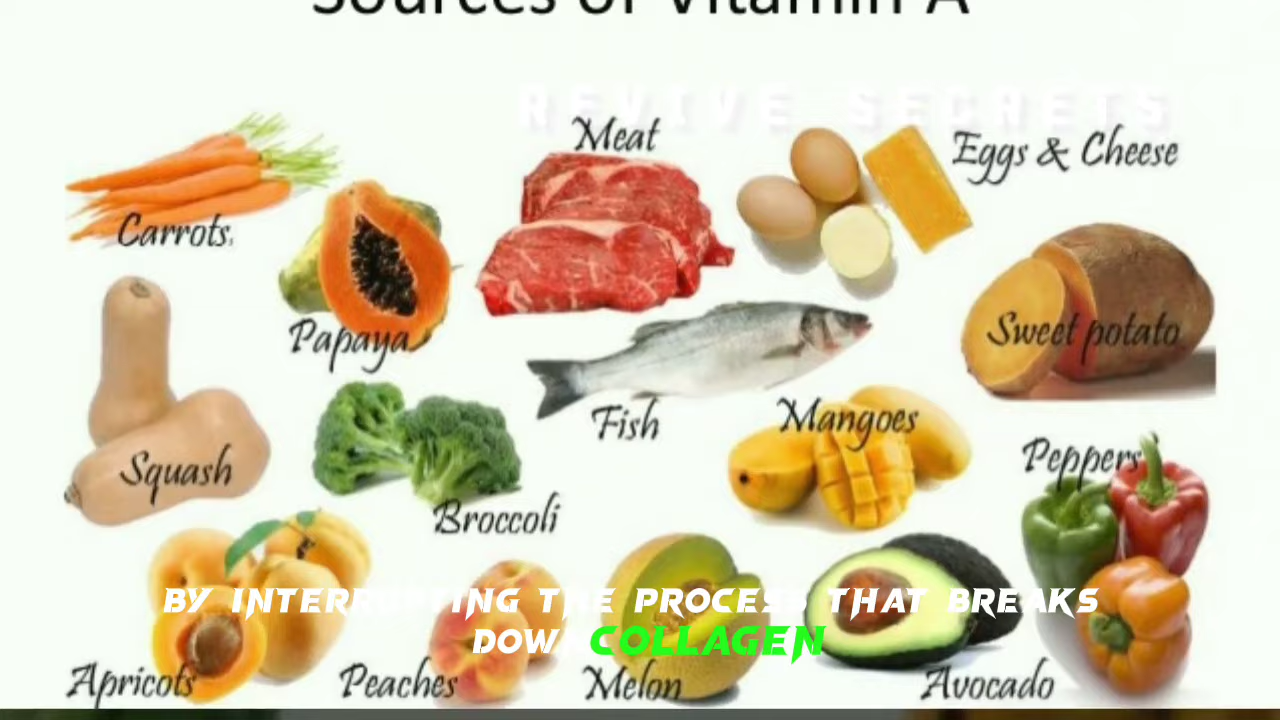 Sources of Vitamin A
REVIVE SECRETS
Meat
Eggs & Cheese
Carrots
Papaya
Sweet potato
Fish
Mangoes
Squash
Peppers
Broccoli
BY INTERRUPTING THE PROCESS THAT BREAKS
DOWN COLLAGEN
Apricots
Peaches
Melon
Avocado